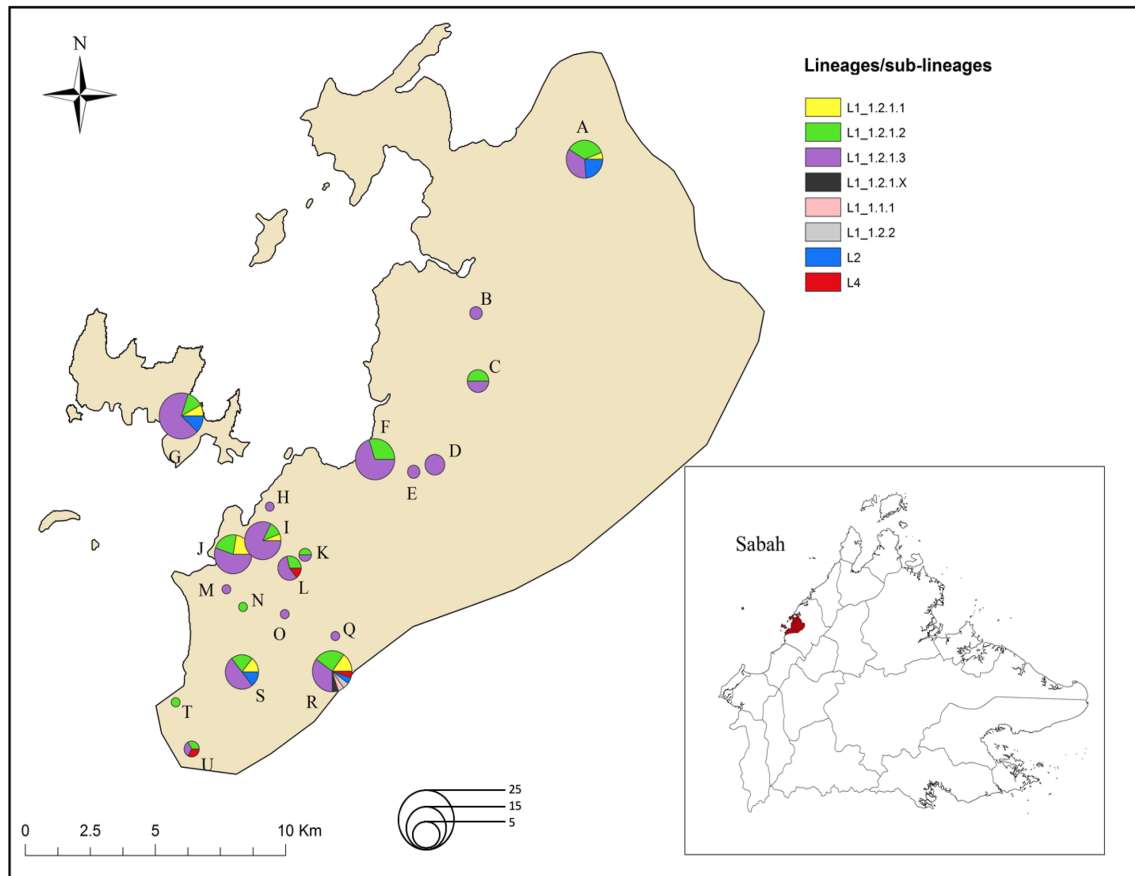 N
Lineages/sub-lineages
L1_1.2.1.1
L1_1.2.1.2
L1_1.2.1.3
L1_1.2.1.X
L1_1.1.1
L1_1.2.2
L2
L4
A
B
C
F
D
E
G
H
I
J
K
L
M
N
O
Q
S
R
T
U
Sabah
25
15
5
0 2.5 5 10 Km